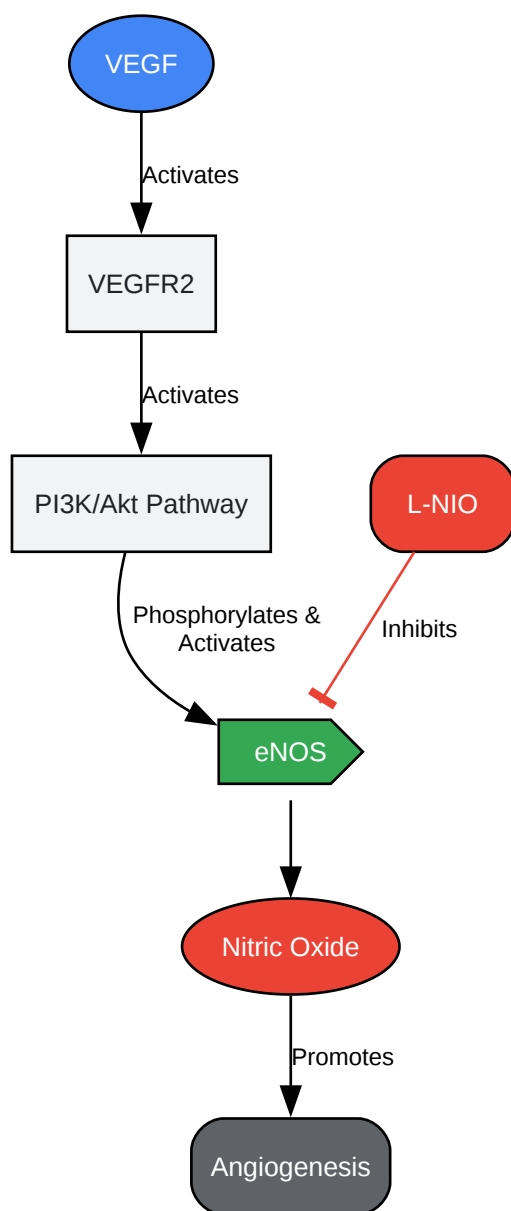 VEGF
Activates
VEGFR2
Activates
PI3K/Akt Pathway
L-NIO
Phosphorylates &
Activates
Inhibits
eNOS
Nitric Oxide
Promotes
Angiogenesis